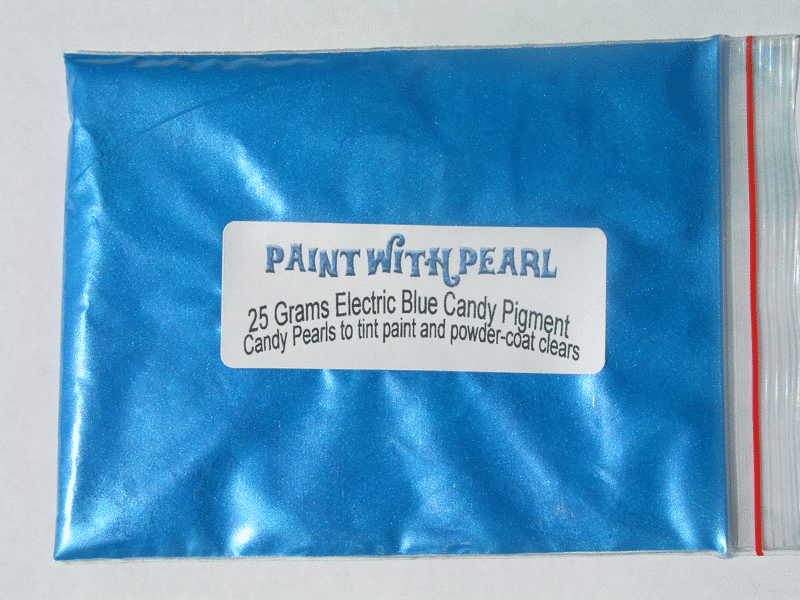 PAINT WITH PEARL
25 Grams Electric Blue Candy Pigment
Candy Pearls to tint paint and powder-coat clears